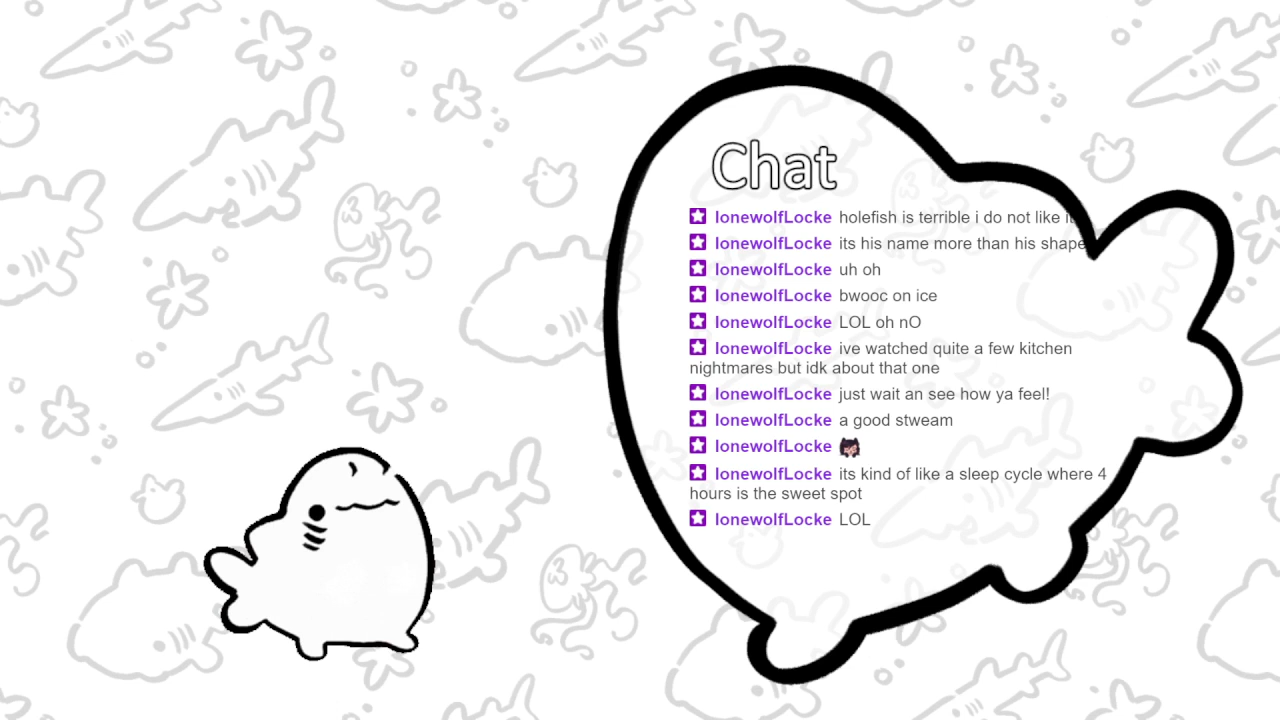 Chat
lonewolfLocke holefish is terrible i do not like it
lonewolfLocke its his name more than his shape
lonewolfLocke uh oh
lonewolfLocke bwooc on ice
lonewolfLocke LOL oh nO
lonewolfLocke ive watched quite a few kitchen
nightmares but idk about that one
lonewolfLocke just wait an see how ya feel!
lonewolfLocke a good stweam
lonewolfLocke
lonewolfLocke its kind of like a sleep cycle where 4
hours is the sweet spot
lonewolfLocke LOL